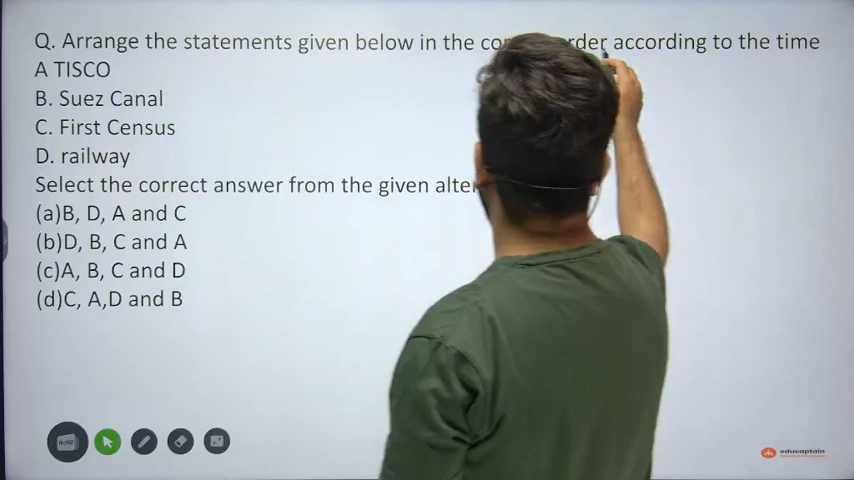 Q. Arrange the statements given below in the co rder according to the time
A TISCO
B. Suez Canal
C. First Census
D. railway
Select the correct answer from the given alte
(a)B, D, A and C
(b)D, B, C and A
(c)A, B, C and D
(d)C, A,D and B
Note
educaptain